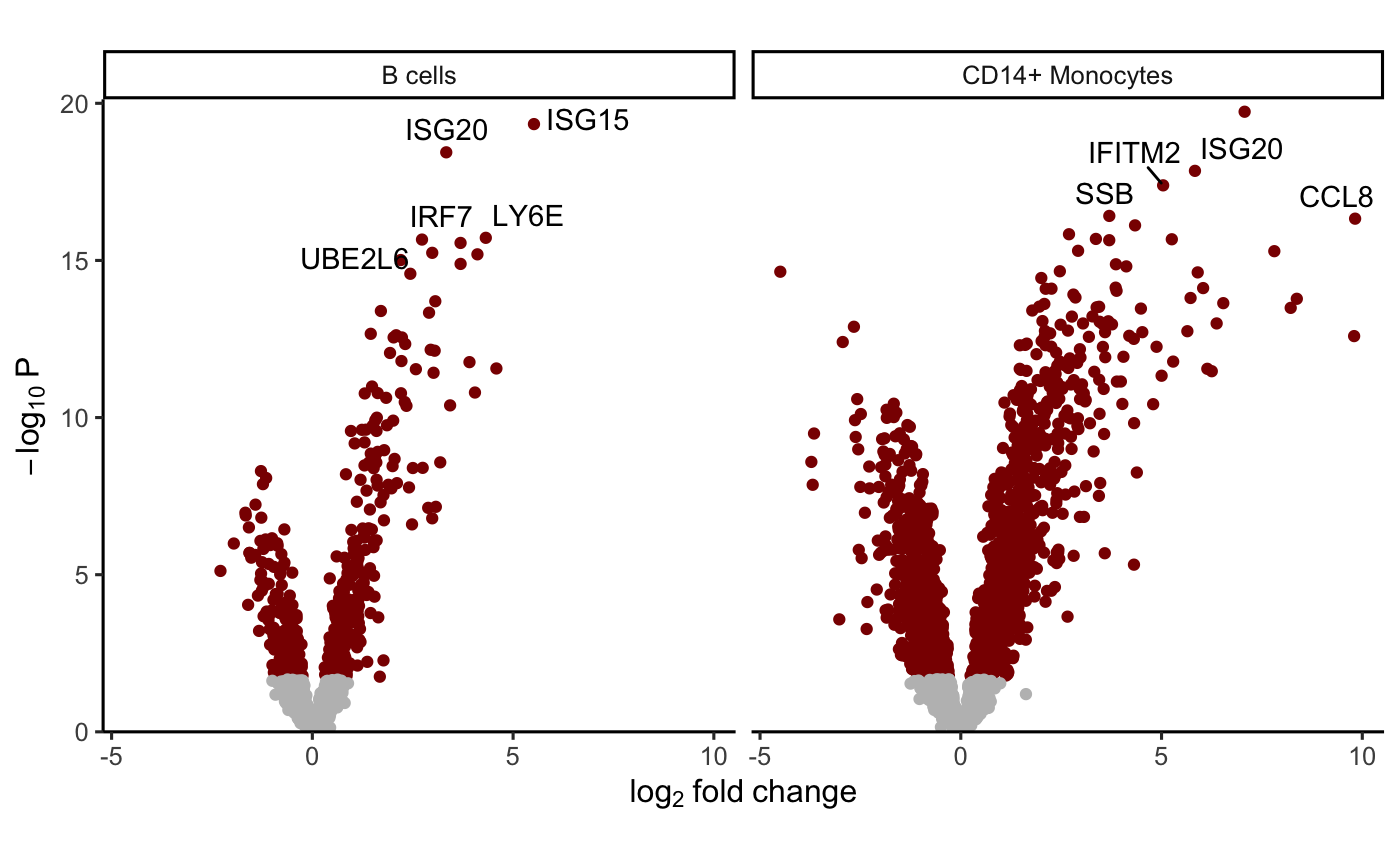 B cells
CD14+ Monocytes
20
15
10
5
0
−log10 P
ISG20
ISG15
IRF7
LY6E
UBE2L6
IFITM2
ISG20
SSB
CCL8
-5
0
5
10
-5
0
5
10
log2 fold change